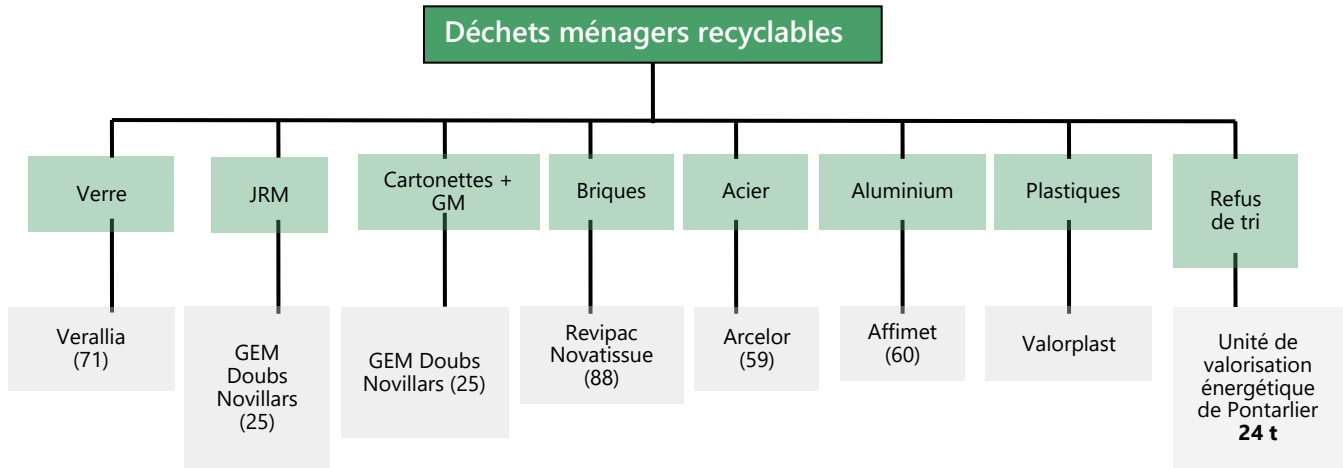 Déchets ménagers recyclables
Verre
JRM
Cartonettes +
GM
Briques
Acier
Aluminium
Plastiques
Refus
de tri
Verallia
(71)
GEM
Doubs
Novillars
(25)
GEM Doubs
Novillars (25)
Revipac
Novatissue
(88)
Arcelor
(59)
Affimet
(60)
Valorplast
Unité de
valorisation
énergétique
de Pontarlier
24 t